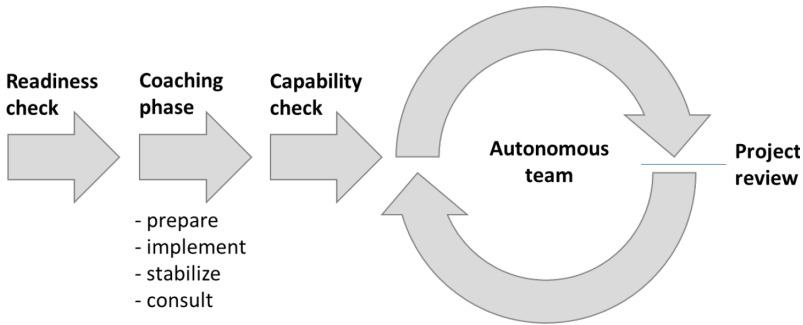 Readiness
check
Coaching
phase
Capability
check
- prepare
- implement
- stabilize
- consult
Autonomous
team
Project
review